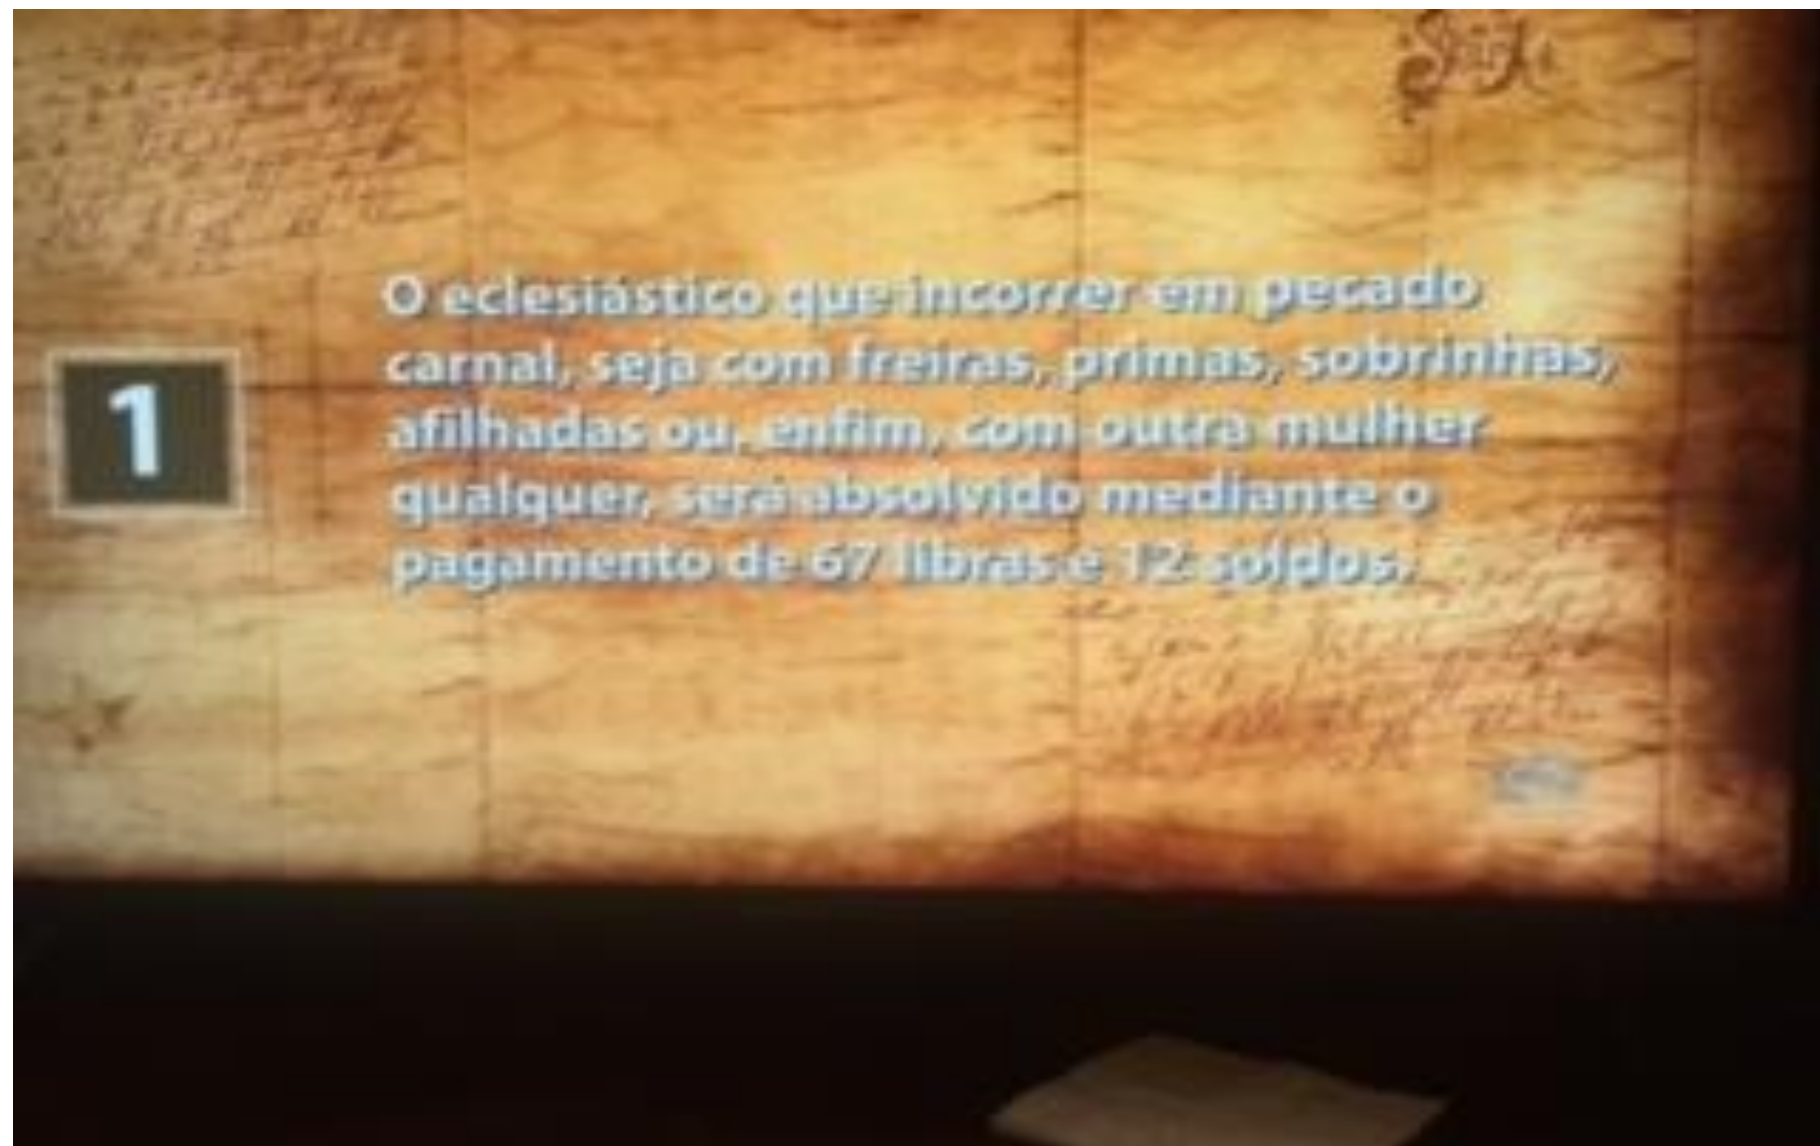 1
O eclesiástico que incorrer em pecado
carnal, seja com freiras, primas, sobrinhas,
afilhadas ou, enfim, com outra mulher
qualquer, será absolvido mediante o
pagamento de 67 libras e 12 soldos.